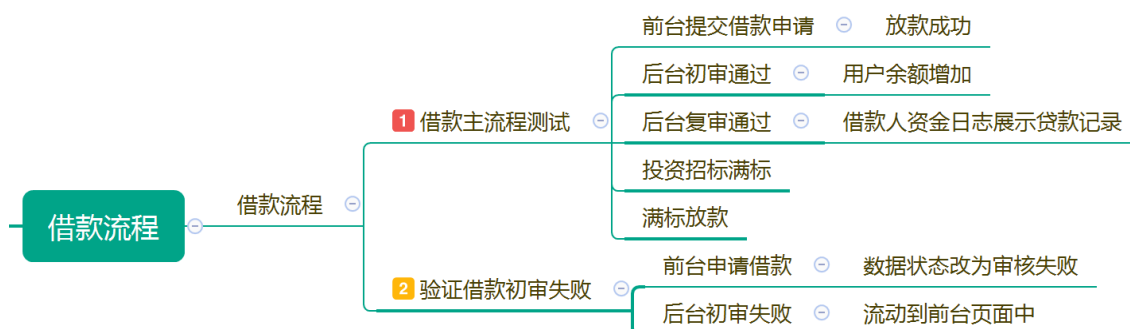 借款流程
借款流程
1 借款主流程测试
前台提交借款申请 放款成功
后台初审通过 用户余额增加
后台复审通过 借款人资金日志展示贷款记录
投资招标满标
满标放款
2 验证借款初审失败
前台申请借款 数据状态改为审核失败
后台初审失败 流动到前台页面中